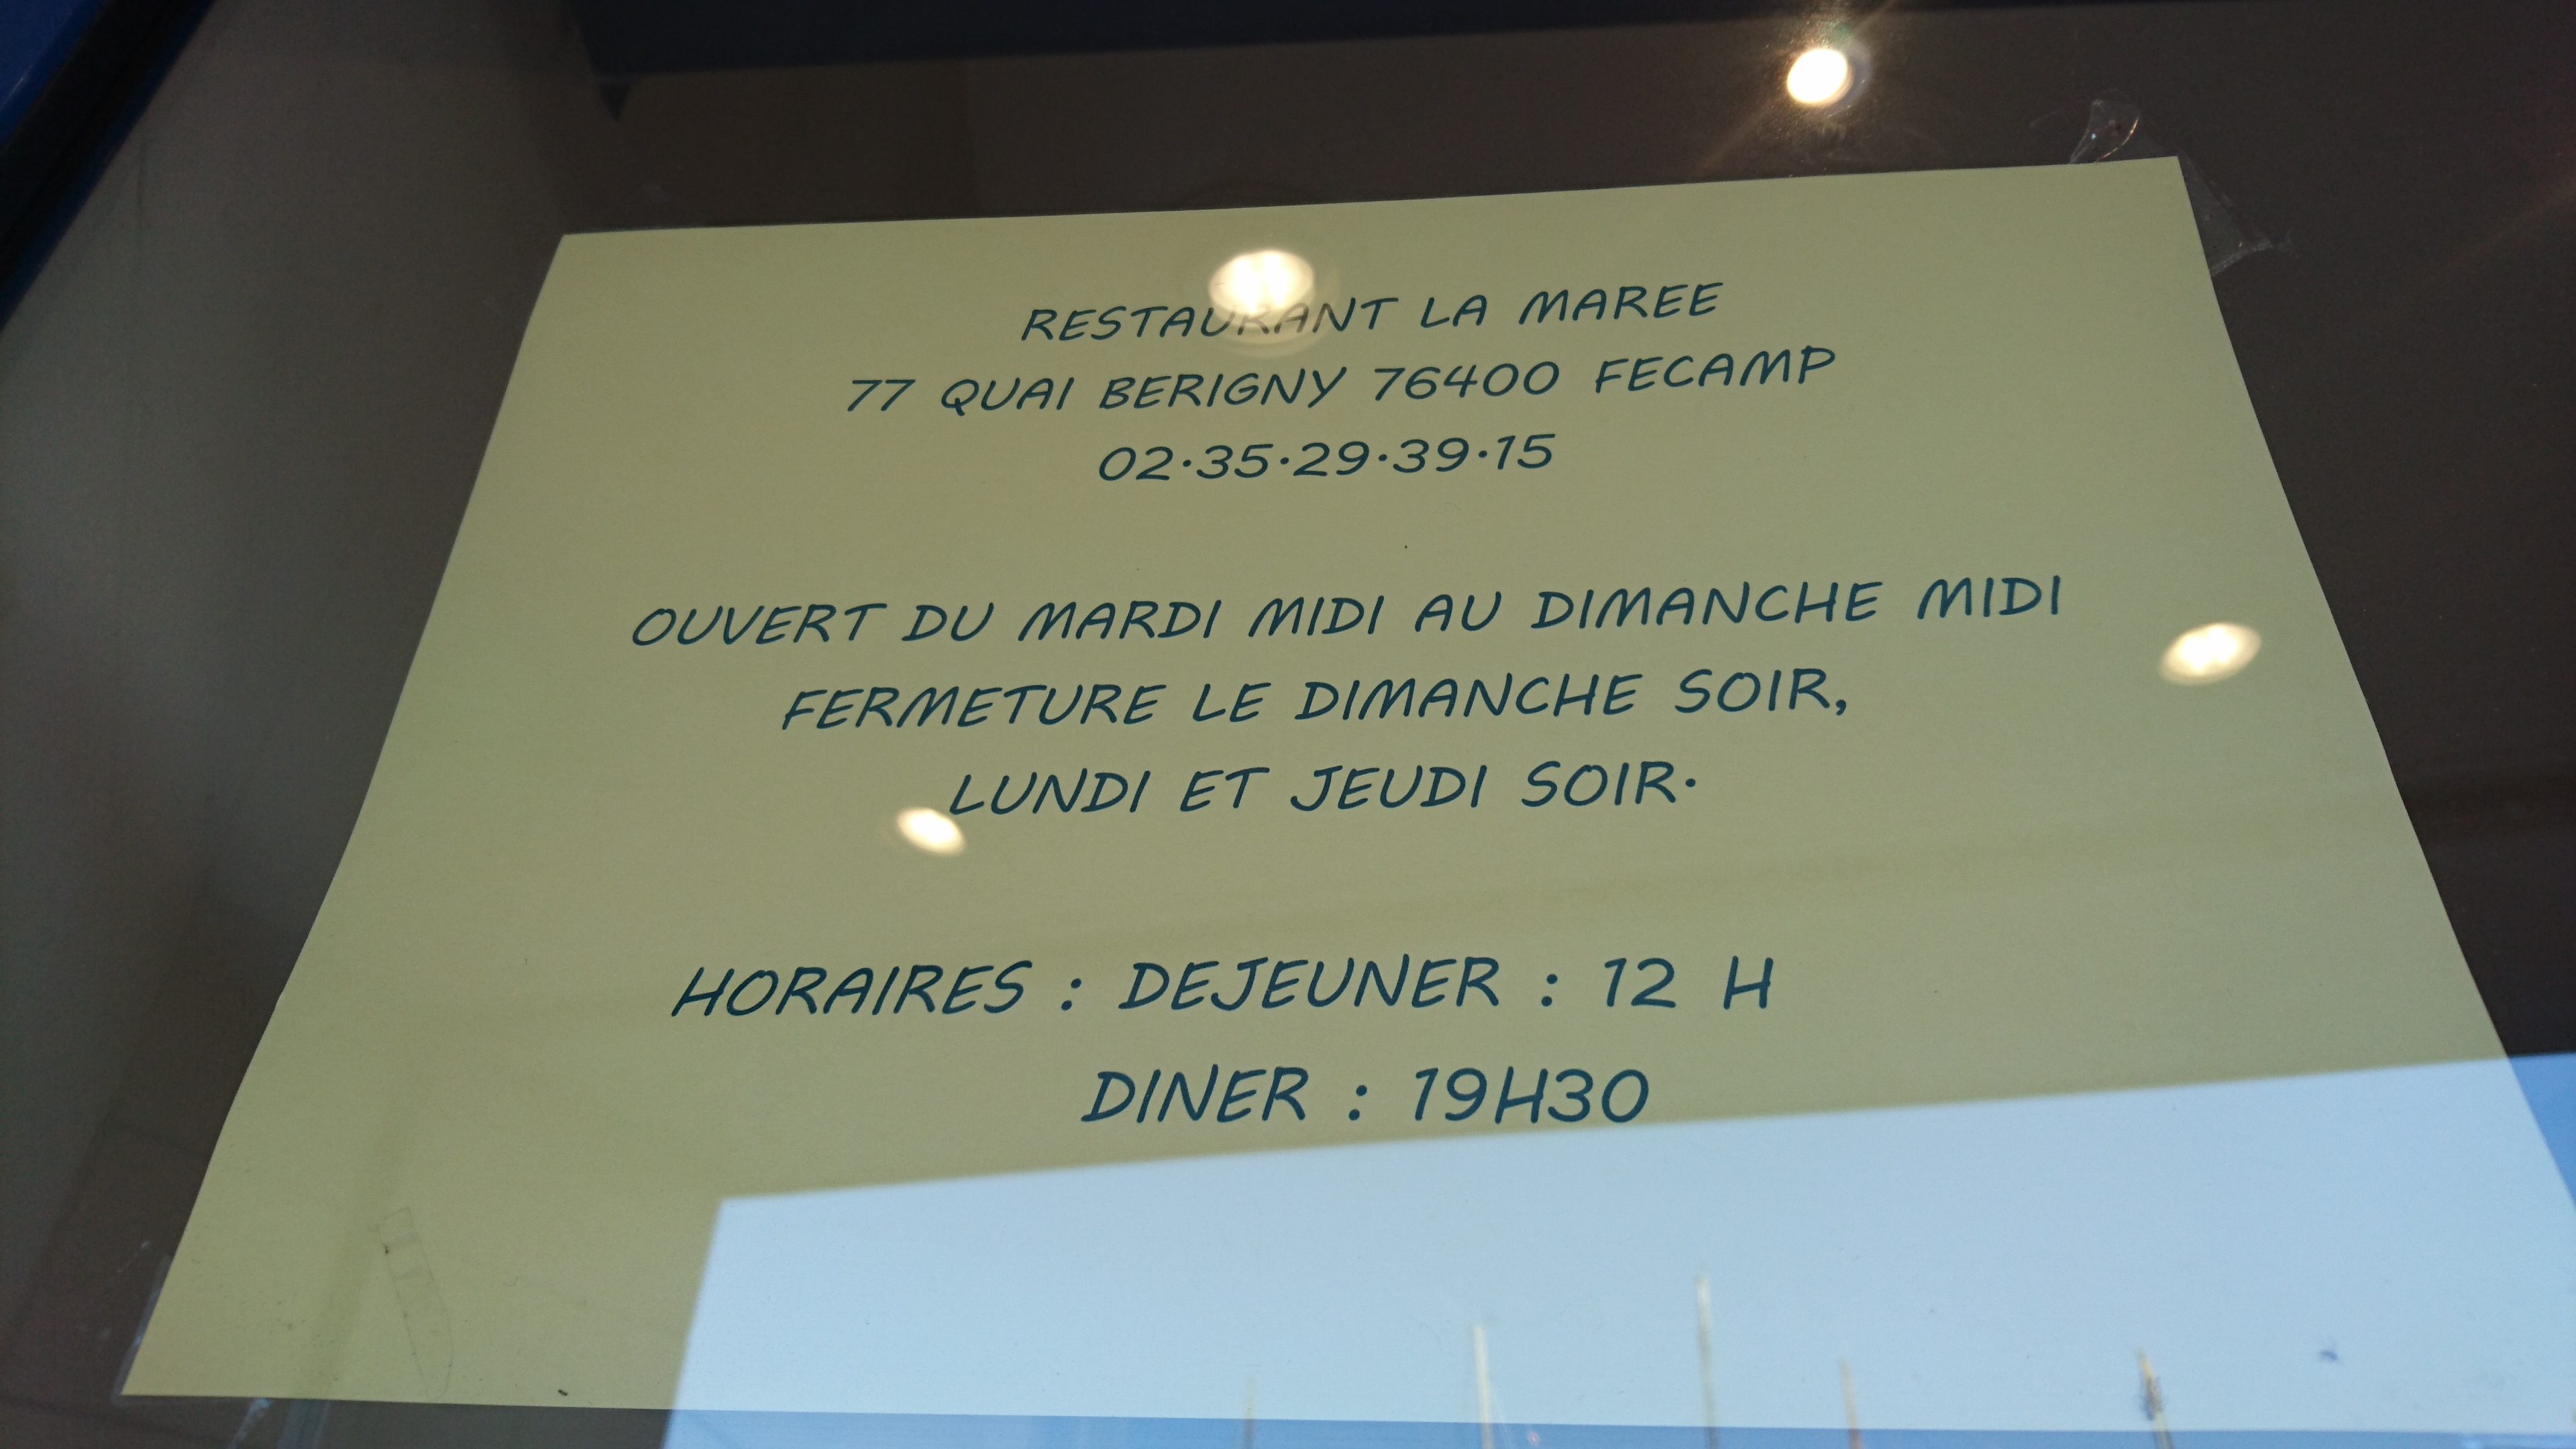 RESTAURANT LA MAREE
77 QUAI BERIGNY 76400 FECAMP
02.35.29.39.15
OUVERT DU MARDI MIDI AU DIMANCHE MIDI
FERMETURE LE DIMANCHE SOIR,
LUNDI ET JEUDI SOIR.
HORAIRES : DEJEUNER : 12 H
DINER : 19H30